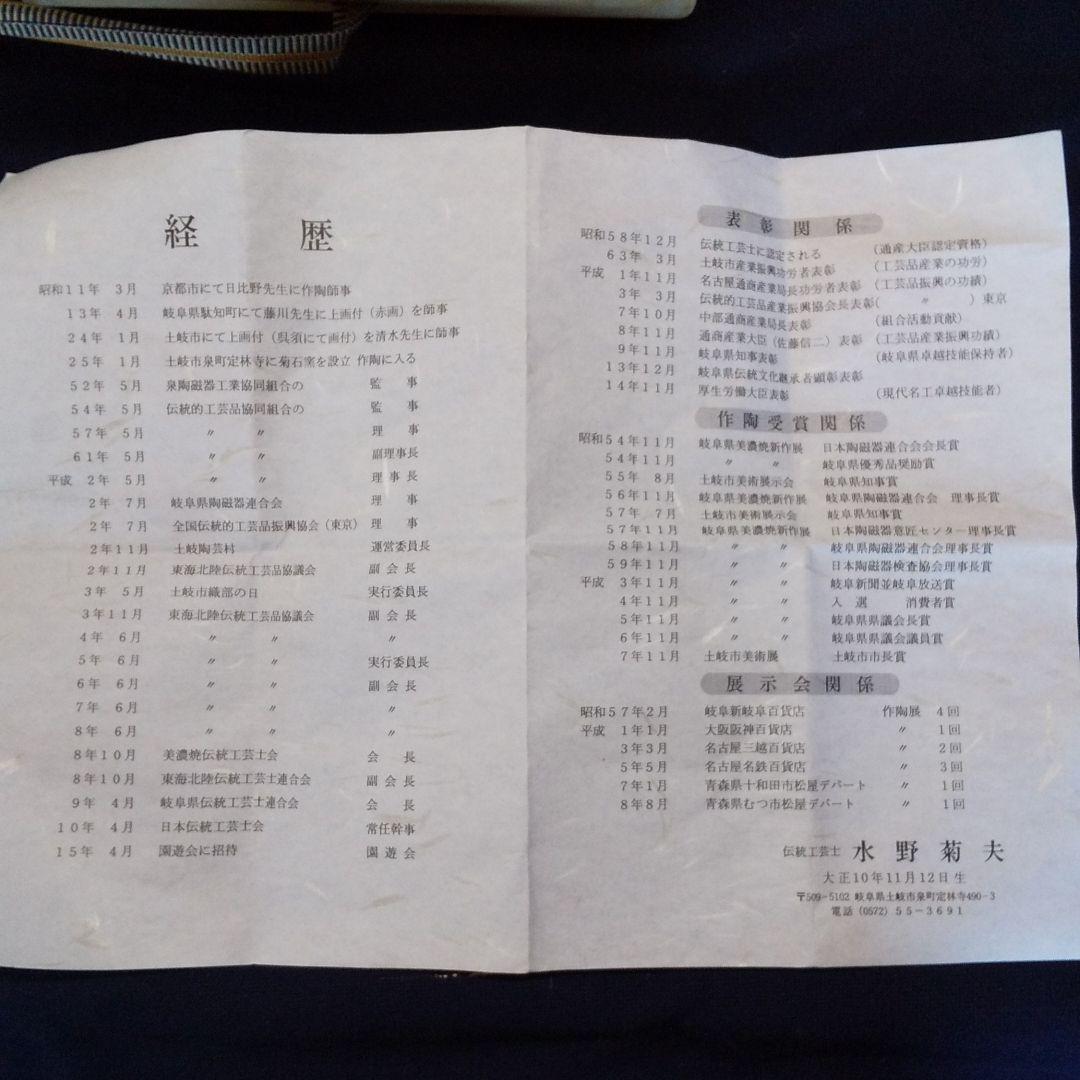 経歴
昭和11年 3月 京都市にて日比野先生に作陶師事
13年 4月 岐阜県駄知町にて藤川先生に上画付（赤画）を師事
24年 1月 土岐市にて上画付（呉須にて画付）を清水先生に師事
25年 1月 土岐市泉町定林寺に菊石窯を設立 作陶に入る
52年 5月 泉陶磁器工業協同組合の 監事
54年 5月 伝統的工芸品協同組合の 監事
57年 5月 〃 〃 理事
61年 5月 〃 〃 副理事長
平成 2年 5月 〃 〃 理事長
2年 7月 岐阜県陶磁器連合会 理事
2年 7月 全国伝統的工芸品振興協会（東京） 理事
2年11月 土岐陶芸村 運営委員長
2年11月 東海北陸伝統工芸品協議会 副会長
3年 5月 土岐市織部の日 実行委員長
3年11月 東海北陸伝統工芸品協議会 副会長
4年 6月 〃 〃 〃
5年 6月 〃 〃 実行委員長
6年 6月 〃 〃 副会長
7年 6月 〃 〃 〃
8年 6月 〃 〃 〃
8年10月 美濃焼伝統工芸士会 会長
8年10月 東海北陸伝統工芸士連合会 副会長
9年 4月 岐阜県伝統工芸士連合会 会長
10年 4月 日本伝統工芸士会 常任幹事
15年 4月 園遊会に招待 園遊会
表彰関係
昭和58年12月 伝統工芸士に認定される （通産大臣認定資格）
63年 3月 土岐市産業振興功労者表彰 （工芸品産業の功労）
平成 1年11月 名古屋通商産業局長功労者表彰 （工芸品振興の功績）
3年 3月 伝統的工芸品産業振興協会長表彰（ 〃 ）東京
7年10月 中部通商産業局長表彰 （組合活動貢献）
8年11月 通商産業大臣（佐藤信二）表彰 （工芸品産業振興功績）
9年11月 岐阜県知事表彰 （岐阜県卓越技能保持者）
13年12月 岐阜県伝統文化継承者顕彰表彰
14年11月 厚生労働大臣表彰 （現代名工卓越技能者）
作陶受賞関係
昭和54年11月 岐阜県美濃焼新作展 日本陶磁器連合会会長賞
54年11月 〃 〃 岐阜県優秀品奨励賞
55年 8月 土岐市美術展示会 岐阜県知事賞
56年11月 岐阜県美濃焼新作展 岐阜県陶磁器連合会 理事長賞
57年 7月 土岐市美術展示会 岐阜県知事賞
57年11月 岐阜県美濃焼新作展 日本陶磁器意匠センター理事長賞
58年11月 〃 〃 岐阜県陶磁器連合会理事長賞
59年11月 〃 〃 日本陶磁器検査協会理事長賞
平成 3年11月 〃 〃 岐阜新聞並岐阜放送賞
4年11月 〃 〃 入選 消費者賞
5年11月 〃 〃 岐阜県県議会長賞
6年11月 〃 〃 岐阜県県議会議員賞
7年11月 土岐市美術展 土岐市市長賞
展示会関係
昭和57年2月 岐阜新岐阜百貨店 作陶展 4回
平成 1年1月 大阪阪神百貨店 〃 1回
3年3月 名古屋三越百貨店 〃 2回
5年5月 名古屋名鉄百貨店 〃 3回
7年1月 青森県十和田市松屋デパート 〃 1回
8年8月 青森県むつ市松屋デパート 〃 1回
伝統工芸士 水野菊夫
大正10年11月12日生
〒509-5102 岐阜県土岐市泉町定林寺490-3
電話（0572）55-3691